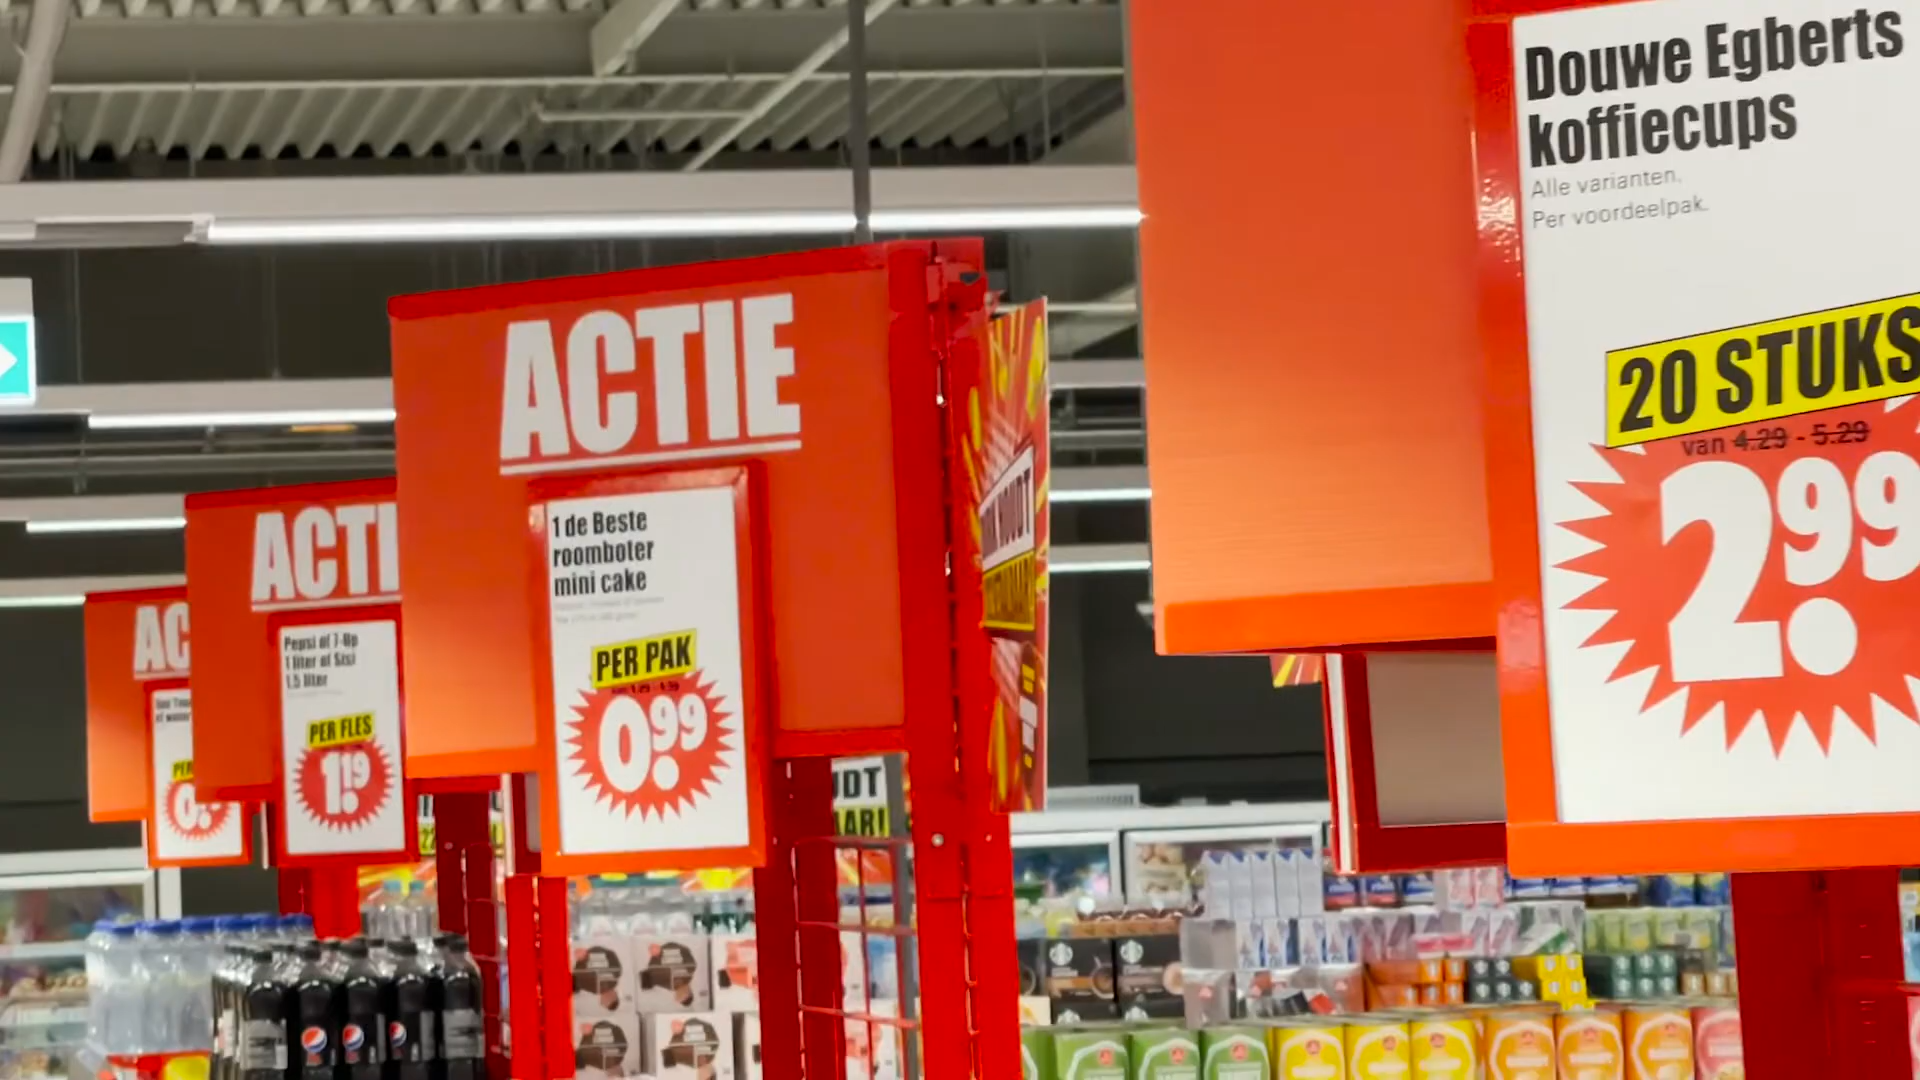 Douwe Egberts
koffiecups
Alle varianten.
Per voordeelpak.
20 STUKS
van 4.29 - 5.29
2.99
ACTIE
1 de Beste
roomboter
mini cake
PER PAK
0.99
ACTI
Pepsi of 7-Up
1 liter of Sisi
1.5 liter
PER FLES
1.19
AC
PER
0.